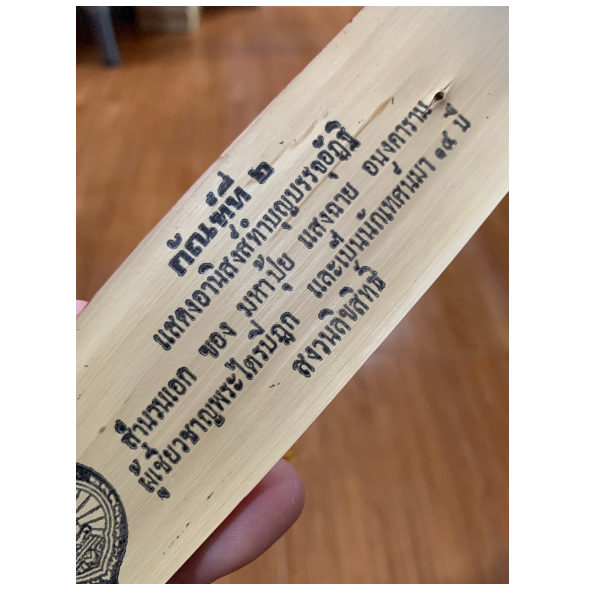 กัณฑ์ที่ ๒
แสดงอานิสงส์ทำบุญบรรจุอัฏฐิ
สำนวนเอก ของ มหาปุ้ย แสงฉาย อนงคาราม
ผู้เชี่ยวชาญพระไตรปิฎก และเป็นนักเทศน์มา ๑๕ ปี
สงวนลิขสิทธิ์